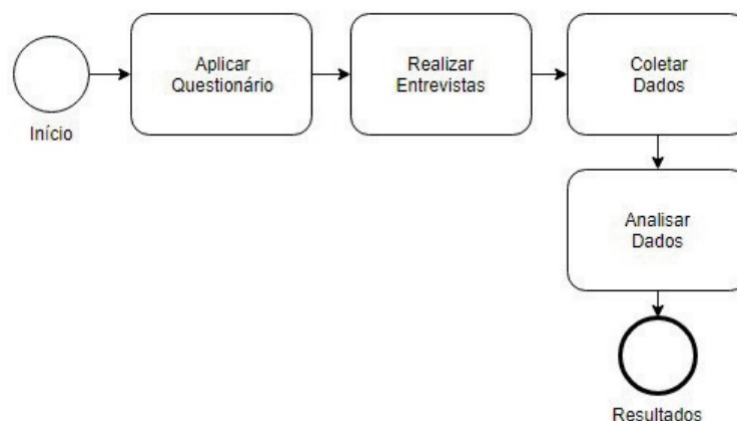 Início
Aplicar
Questionário
Realizar
Entrevistas
Coletar
Dados
Analisar
Dados
Resultados